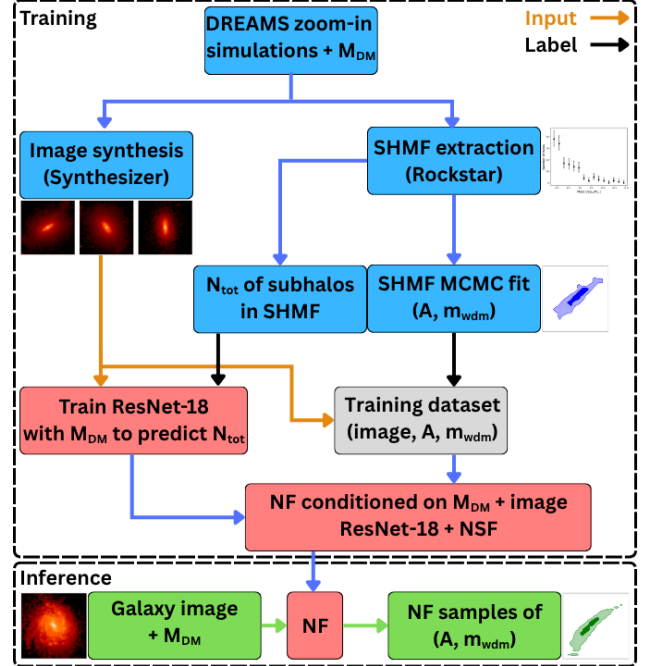 Training
DREAMS zoom-in
simulations + M_DM
Input
Label
Image synthesis
(Synthesizer)
SHMF extraction
(Rockstar)
N_tot of subhalos
in SHMF
SHMF MCMC fit
(A, m_wdm)
Train ResNet-18
with M_DM to predict N_tot
Training dataset
(image, A, m_wdm)
NF conditioned on M_DM + image
ResNet-18 + NSF
Inference
Galaxy image
+ M_DM
NF
NF samples of
(A, m_wdm)